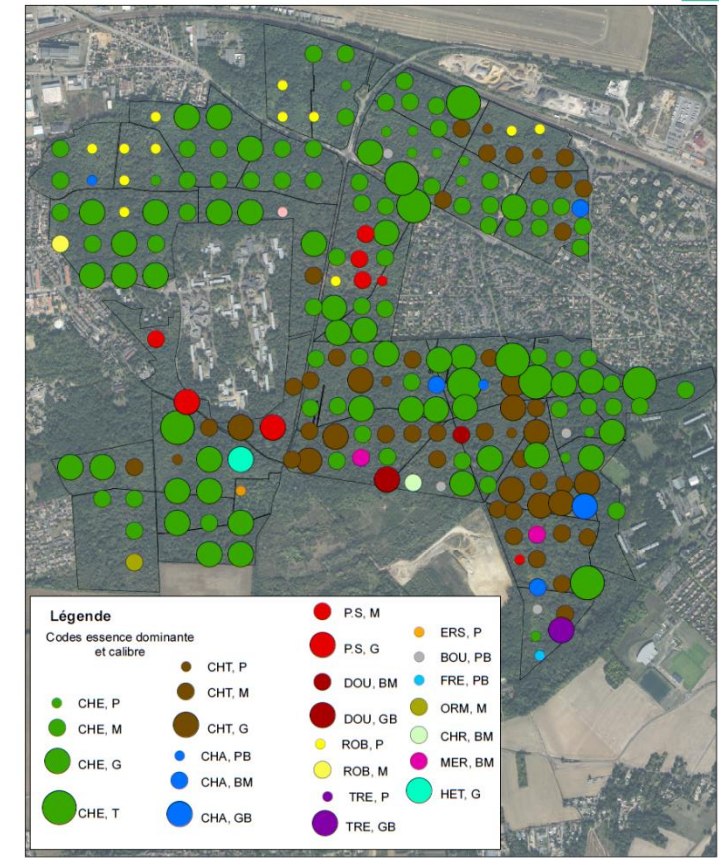 Légende
Codes essence dominante
et calibre
CHE, P
CHE, M
CHE, G
CHE, T
CHT, P
CHT, M
CHT, G
CHA, PB
CHA, BM
CHA, GB
P.S, M
P.S, G
DOU, BM
DOU, GB
ROB, P
ROB, M
TRE, P
TRE, GB
ERS, P
BOU, PB
FRE, PB
ORM, M
CHR, BM
MER, BM
HET, G